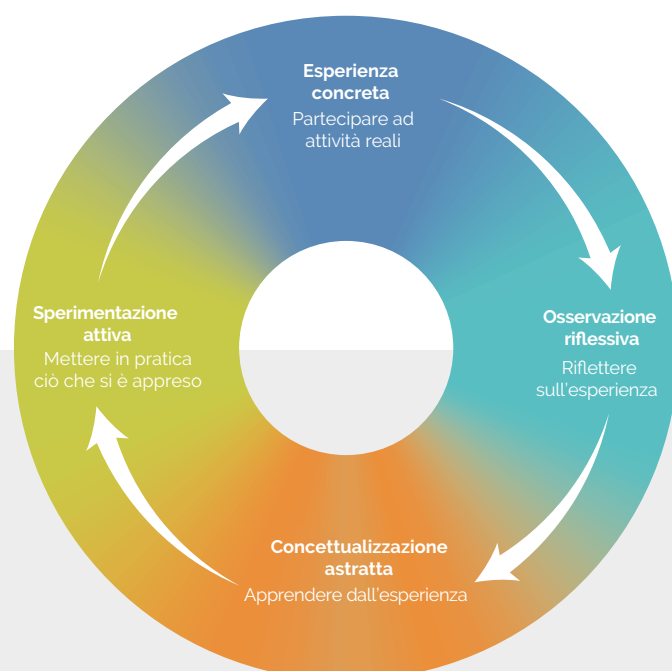 Esperienza
concreta
Partecipare ad
attività reali
Osservazione
riflessiva
Riflettere
sull'esperienza
Concettualizzazione
astratta
Apprendere dall'esperienza
Sperimentazione
attiva
Mettere in pratica
ciò che si è appreso